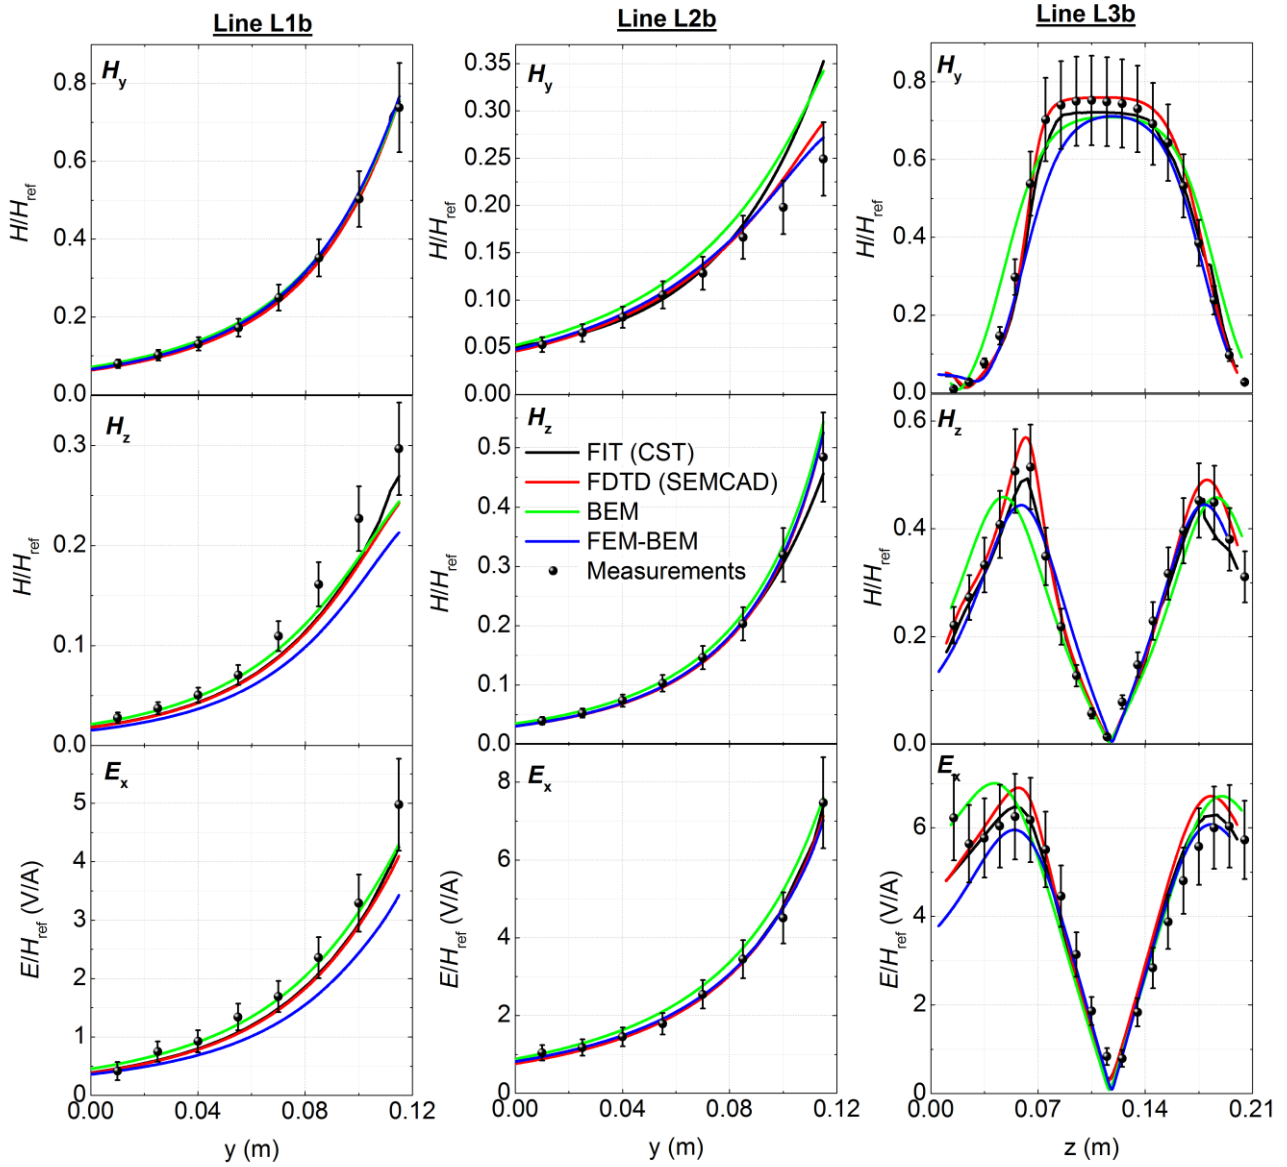 Line L1b
Line L2b
Line L3b
Hy
0.8
0.6
0.4
0.2
0.0
H/Href
Hy
0.35
0.30
0.25
0.20
0.15
0.10
0.05
0.00
H/Href
Hy
0.8
0.6
0.4
0.2
0.0
H/Href
Hz
0.3
0.2
0.1
0.0
H/Href
Hz
0.5
0.4
0.3
0.2
0.1
0.0
H/Href
FIT (CST)
FDTD (SEMCAD)
BEM
FEM-BEM
Measurements
Hz
0.6
0.4
0.2
0.0
H/Href
Ex
5
4
3
2
1
0
E/Href (V/A)
0.00 0.04 0.08 0.12
y (m)
Ex
8
6
4
2
0
E/Href (V/A)
0.00 0.04 0.08 0.12
y (m)
Ex
6
4
2
0
E/Href (V/A)
0.00 0.07 0.14 0.21
z (m)